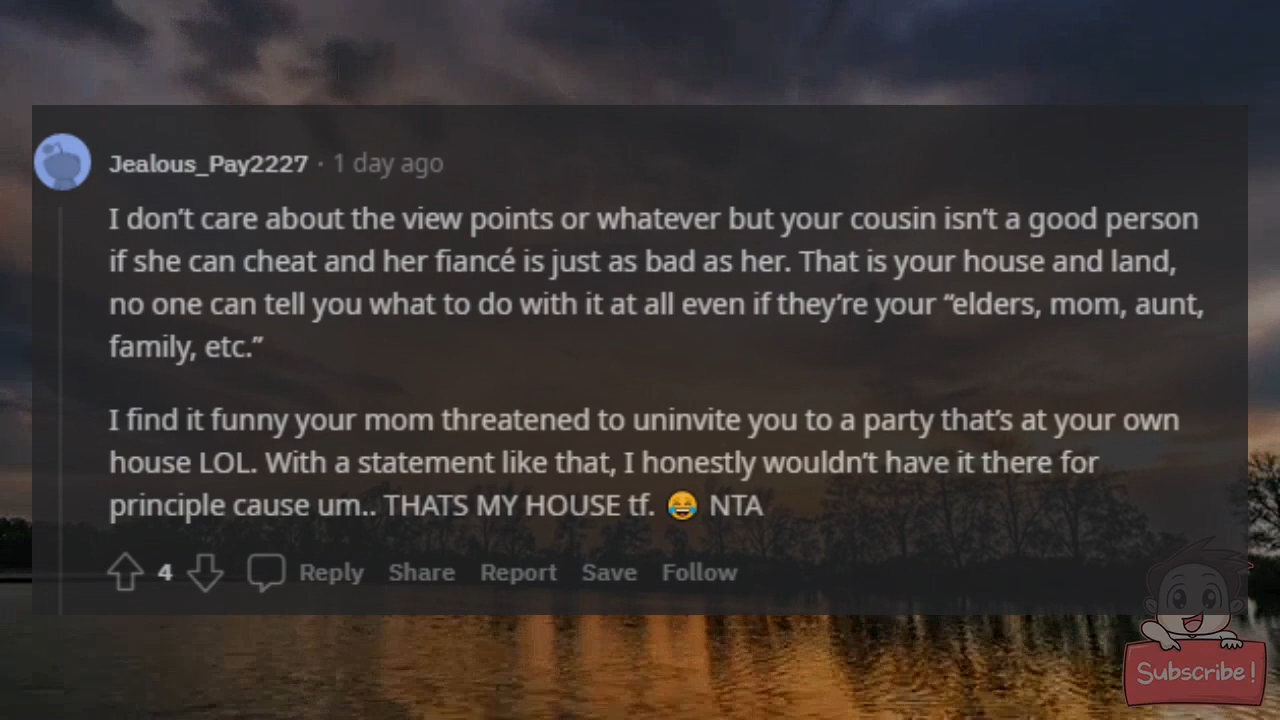 Jealous_Pay2227 · 1 day ago
I don’t care about the view points or whatever but your cousin isn’t a good person
if she can cheat and her fiancé is just as bad as her. That is your house and land,
no one can tell you what to do with it at all even if they’re your “elders, mom, aunt,
family, etc.”
I find it funny your mom threatened to uninvite you to a party that’s at your own
house LOL. With a statement like that, I honestly wouldn’t have it there for
principle cause um.. THATS MY HOUSE tf. 😂 NTA
4 Reply Share Report Save Follow
Subscribe!